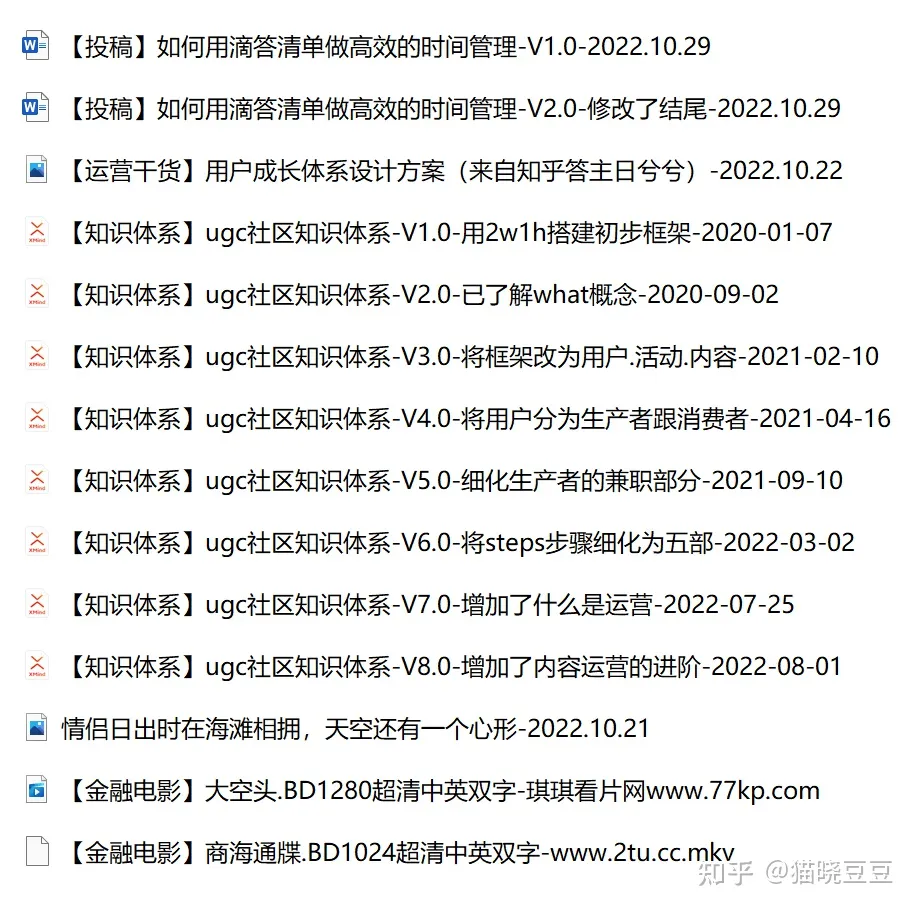 【投稿】如何用滴答清单做高效的时间管理-V1.0-2022.10.29
【投稿】如何用滴答清单做高效的时间管理-V2.0-修改了结尾-2022.10.29
【运营干货】用户成长体系设计方案（来自知乎答主日兮兮）-2022.10.22
【知识体系】ugc社区知识体系-V1.0-用2w1h搭建初步框架-2020-01-07
【知识体系】ugc社区知识体系-V2.0-已了解what概念-2020-09-02
【知识体系】ugc社区知识体系-V3.0-将框架改为用户.活动.内容-2021-02-10
【知识体系】ugc社区知识体系-V4.0-将用户分为生产者跟消费者-2021-04-16
【知识体系】ugc社区知识体系-V5.0-细化生产者的兼职部分-2021-09-10
【知识体系】ugc社区知识体系-V6.0-将steps步骤细化为五部-2022-03-02
【知识体系】ugc社区知识体系-V7.0-增加了什么是运营-2022-07-25
【知识体系】ugc社区知识体系-V8.0-增加了内容运营的进阶-2022-08-01
情侣日出时在海滩相拥，天空还有一个心形-2022.10.21
【金融电影】大空头.BD1280超清中英双字-琪琪看片网www.77kp.com
【金融电影】商海通牒.BD1024超清中英双字-www.2tu.cc.mkv
知乎 @猫晓豆豆